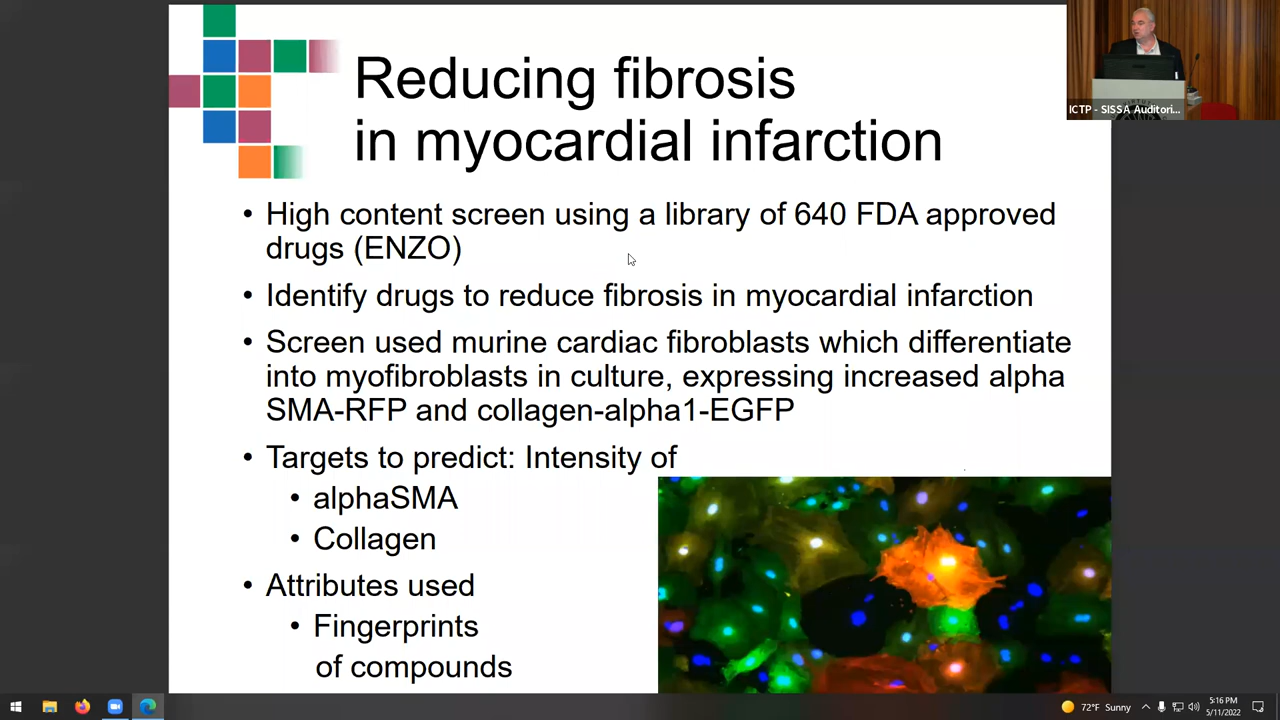 Reducing fibrosis
in myocardial infarction
• High content screen using a library of 640 FDA approved
drugs (ENZO)
• Identify drugs to reduce fibrosis in myocardial infarction
• Screen used murine cardiac fibroblasts which differentiate
into myofibroblasts in culture, expressing increased alpha
SMA-RFP and collagen-alpha1-EGFP
• Targets to predict: Intensity of
• alphaSMA
• Collagen
• Attributes used
• Fingerprints
of compounds
ICTP - SISSA Auditori...
72°F Sunny
5:16 PM
5/11/2022